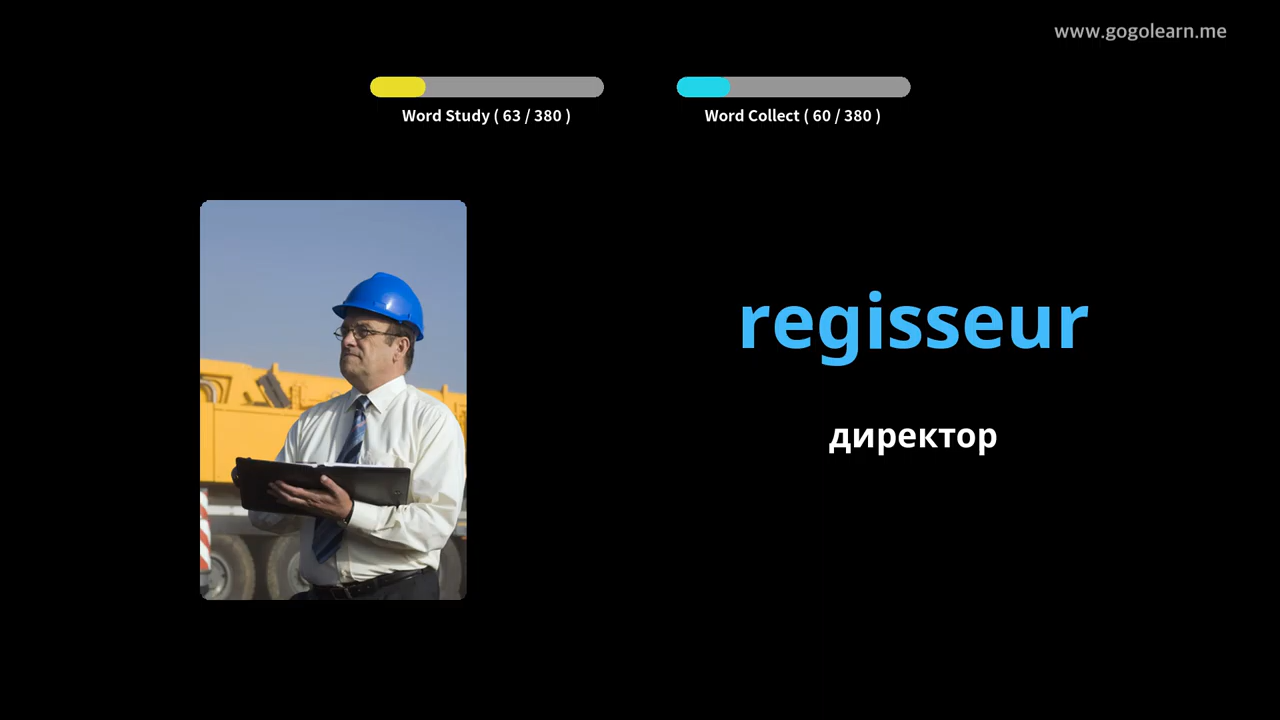 www.gogolearn.me
Word Study ( 63 / 380 )
Word Collect ( 60 / 380 )
regisseur
директор